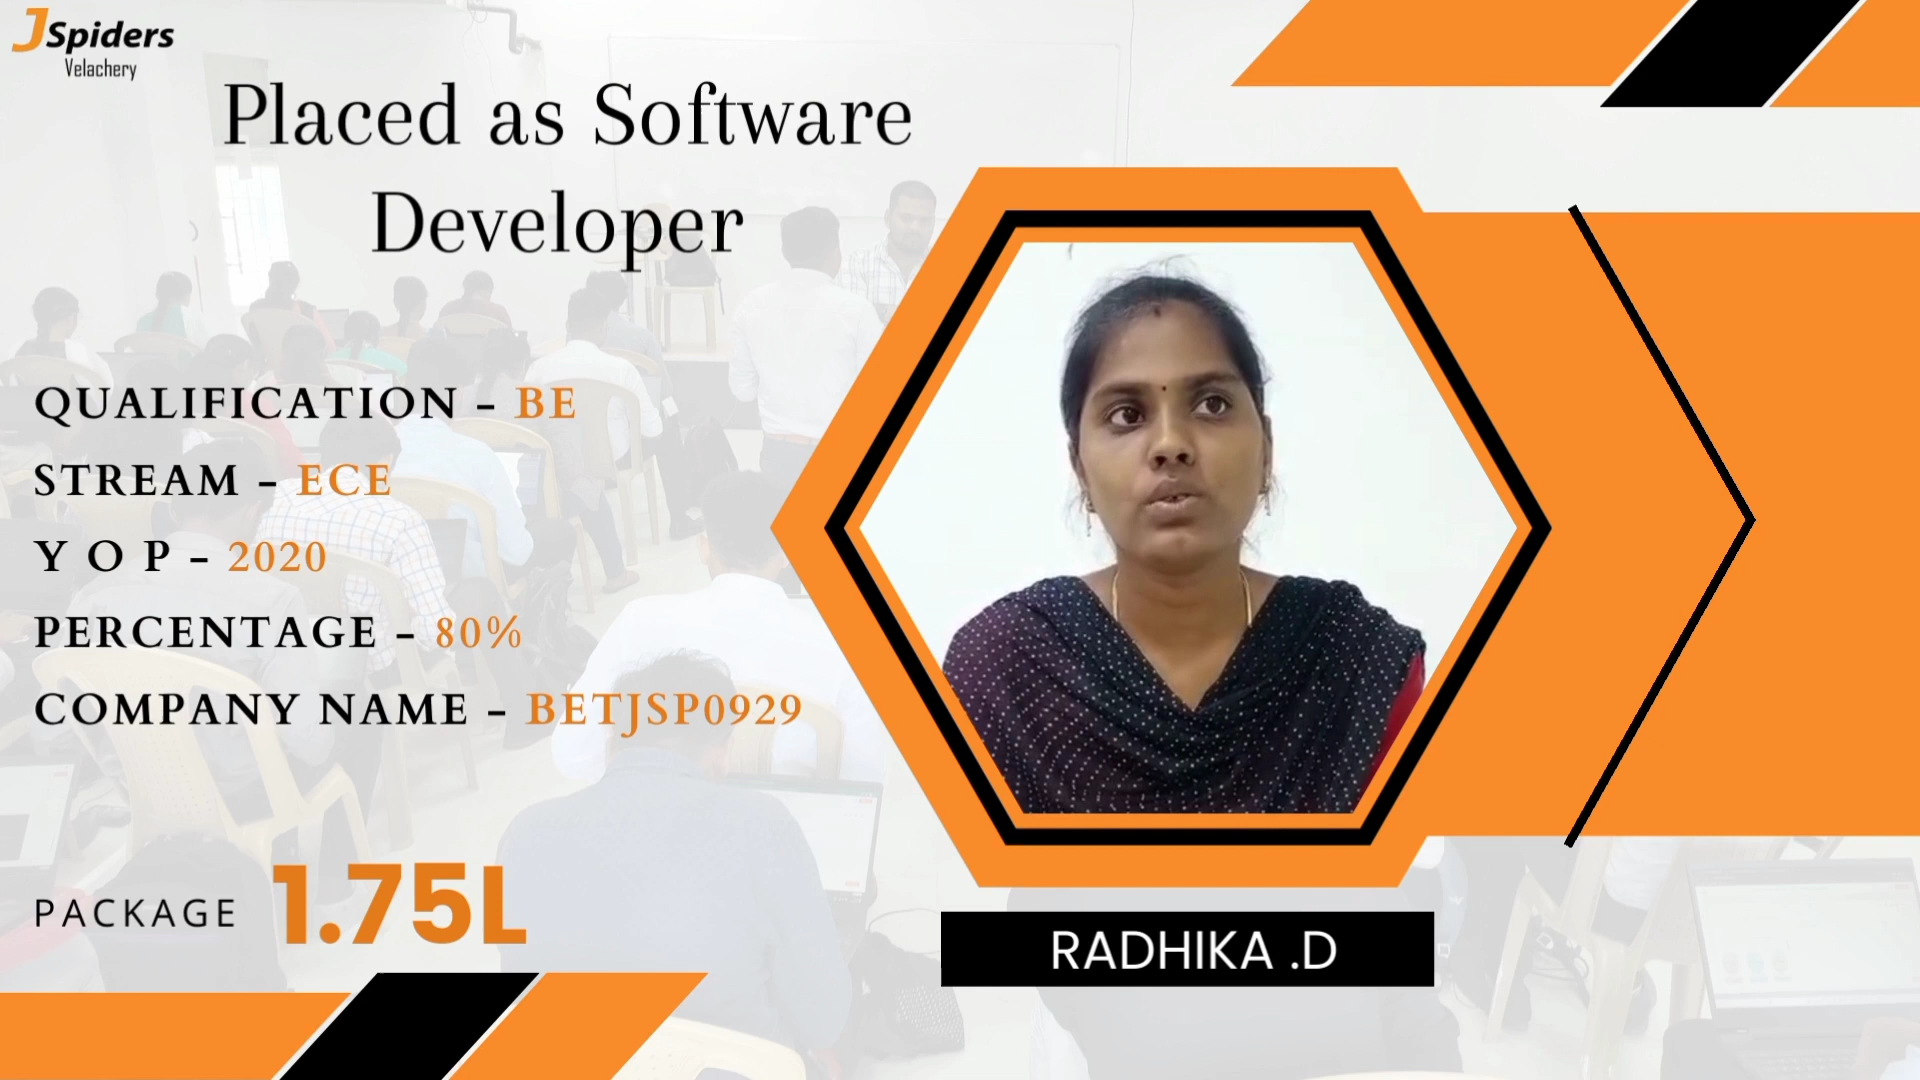 JSpiders
Velachery
Placed as Software
Developer
QUALIFICATION - BE
STREAM - ECE
Y O P - 2020
PERCENTAGE - 80%
COMPANY NAME - BETJSP0929
PACKAGE 1.75L
RADHIKA .D